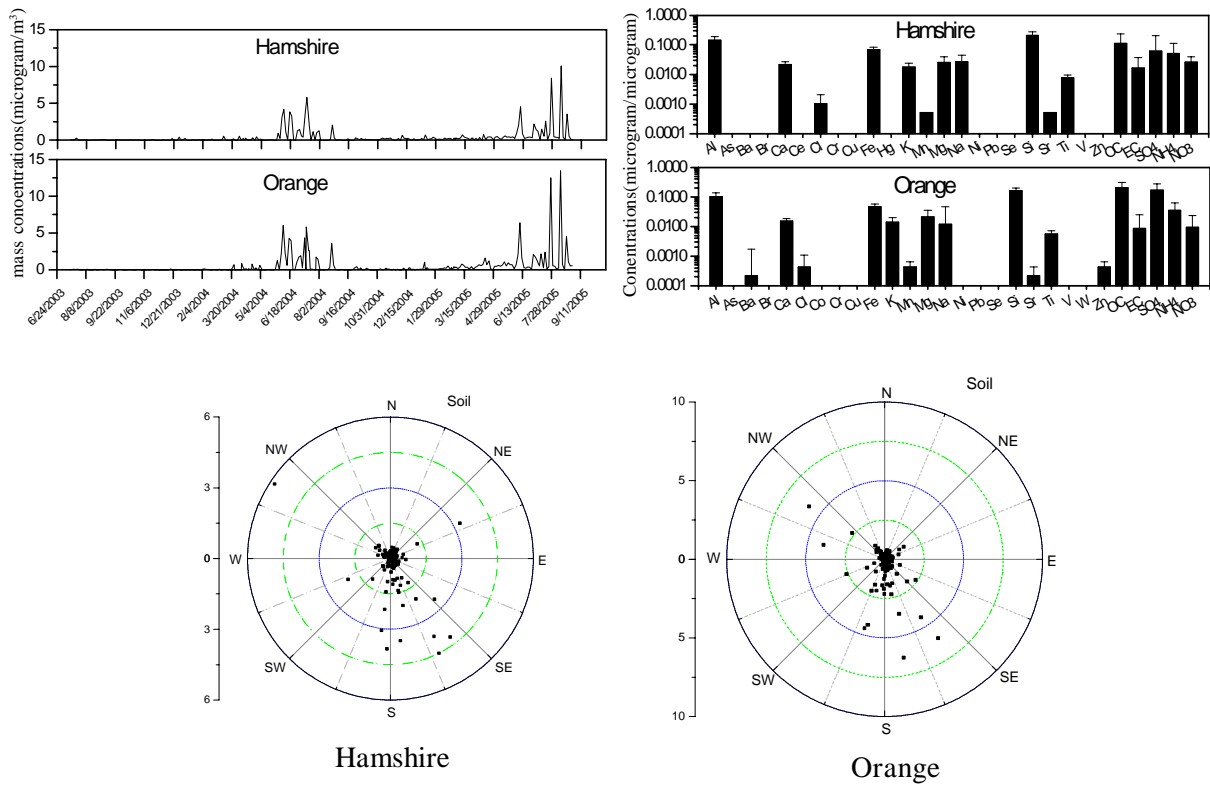 mass conoentrations(microgram/m³)
15
10
5
0
Hamshire
15
10
5
0
Orange
6/24/2003 8/8/2003 9/22/2003 11/6/2003 12/21/2003 2/4/2004 3/20/2004 5/4/2004 6/18/2004 8/2/2004 9/16/2004 10/31/2004 12/15/2004 1/29/2005 3/15/2005 4/29/2005 6/13/2005 7/28/2005 9/11/2005
Conentrations(microgram/microgram)
1.0000
0.1000
0.0100
0.0010
0.0001
Hamshire
Al As Ba Br Ca Ce Cl Cr Cu Fe Hg K Mn Mg Na Ni Pb Se Si Sr Ti V Zn OC EC SO4 NH4 NO3
0.1000
0.0100
0.0010
0.0001
Orange
Al As Ba Br Ca Cl Co Cr Cu Fe K Mn Mg Na Ni Pb Se Si Sr Ti V W Zn OC EC SO4 NH4 NO3
Soil
6
3
0
3
6
N
NE
E
SE
S
SW
W
NW
Hamshire
Soil
10
5
0
5
10
N
NE
E
SE
S
SW
W
NW
Orange